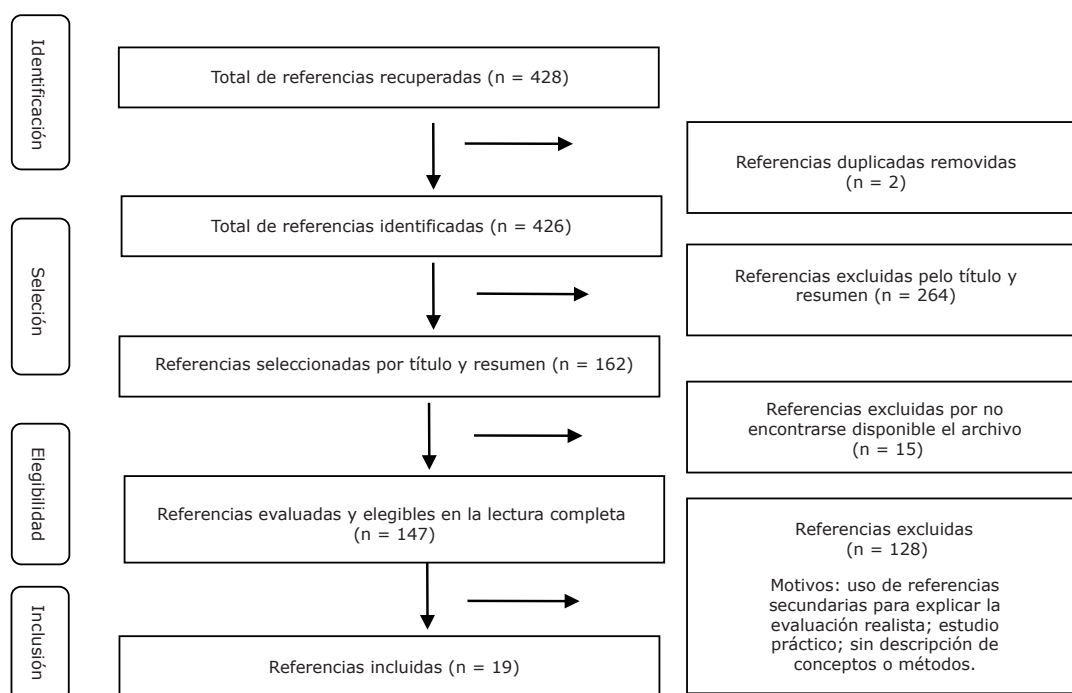 Identificación
Total de referencias recuperadas (n = 428)
Referencias duplicadas removidas
(n = 2)
Total de referencias identificadas (n = 426)
Seleción
Referencias excluidas pelo título y
resumen (n = 264)
Referencias seleccionadas por título y resumen (n = 162)
Referencias excluidas por no
encontrarse disponible el archivo
(n = 15)
Elegibilidad
Referencias evaluadas y elegibles en la lectura completa
(n = 147)
Referencias excluidas
(n = 128)
Motivos: uso de referencias
secundarias para explicar la
evaluación realista; estudio
práctico; sin descripción de
conceptos o métodos.
Inclusión
Referencias incluidas (n = 19)